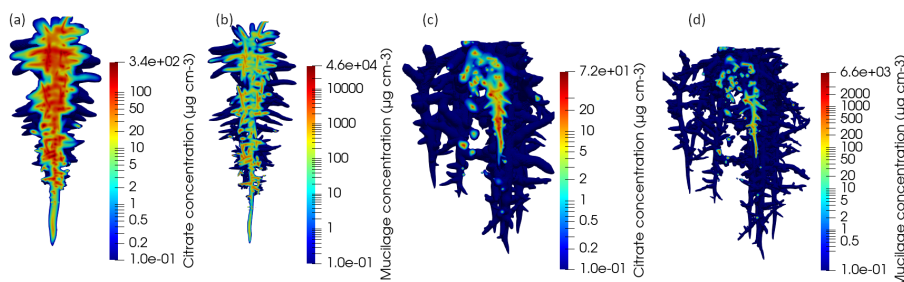 (a)
3.4e+02
100
50
20
10
5
2
1
0.5
0.2
1.0e-01
Citrate concentration (µg cm-3)
(b)
4.6e+04
10000
1000
100
10
1
1.0e-01
Mucilage concentration (µg cm-3)
(c)
7.2e+01
20
10
5
2
1
0.5
0.2
1.0e-01
Citrate concentration (µg cm-3)
(d)
6.6e+03
2000
1000
500
200
100
50
20
10
5
2
1
0.5
1.0e-01
Mucilage concentration (µg cm-3)